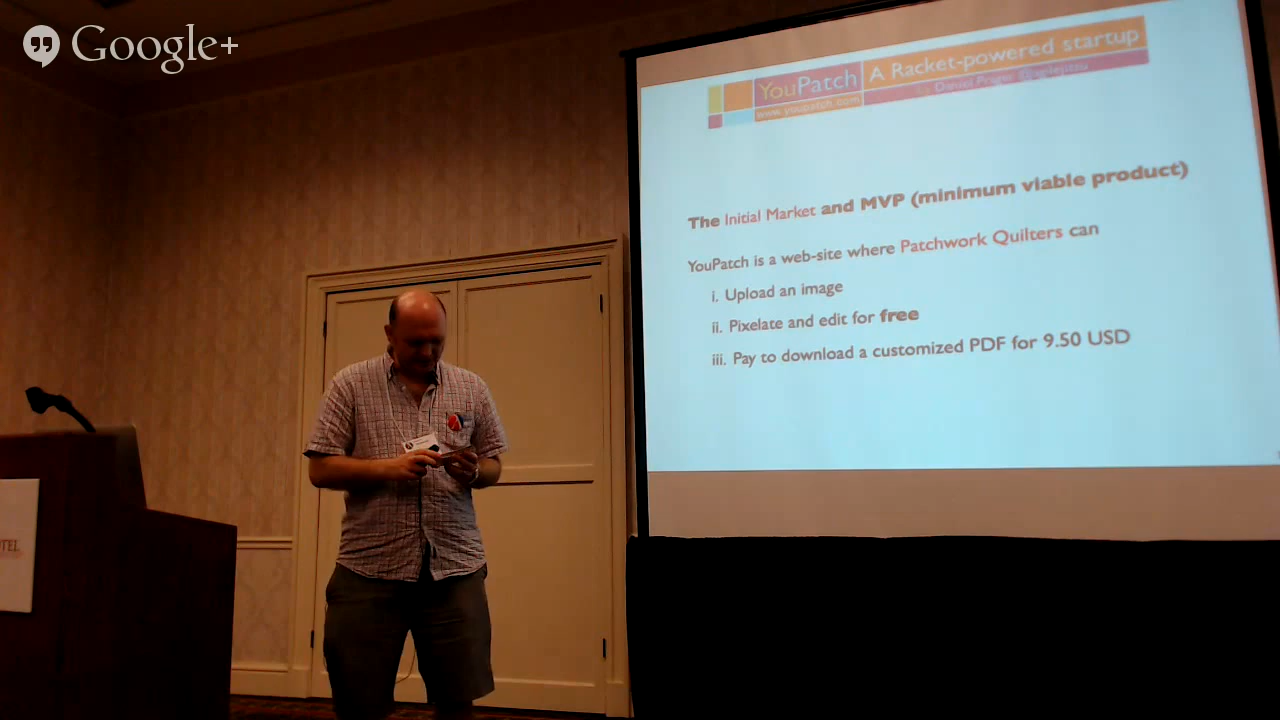 Google+
YouPatch
A Racket-powered startup
www.youpatch.com
The Initial Market and MVP (minimum viable product)
YouPatch is a web-site where Patchwork Quilters can
i. Upload an image
ii. Pixelate and edit for free
iii. Pay to download a customized PDF for 9.50 USD